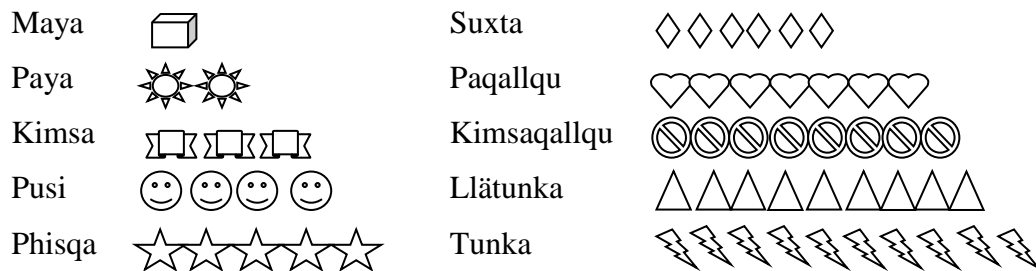 Maya Suxta
Paya Paqallqu
Kimsa Kimsaqallqu
Pusi Llätunka
Phisqa Tunka